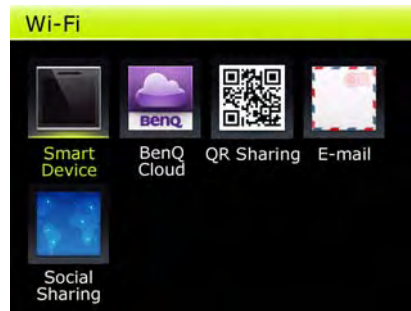 Wi-Fi
BenQ
Smart
Device
BenQ
Cloud
QR Sharing
E-mail
Social
Sharing